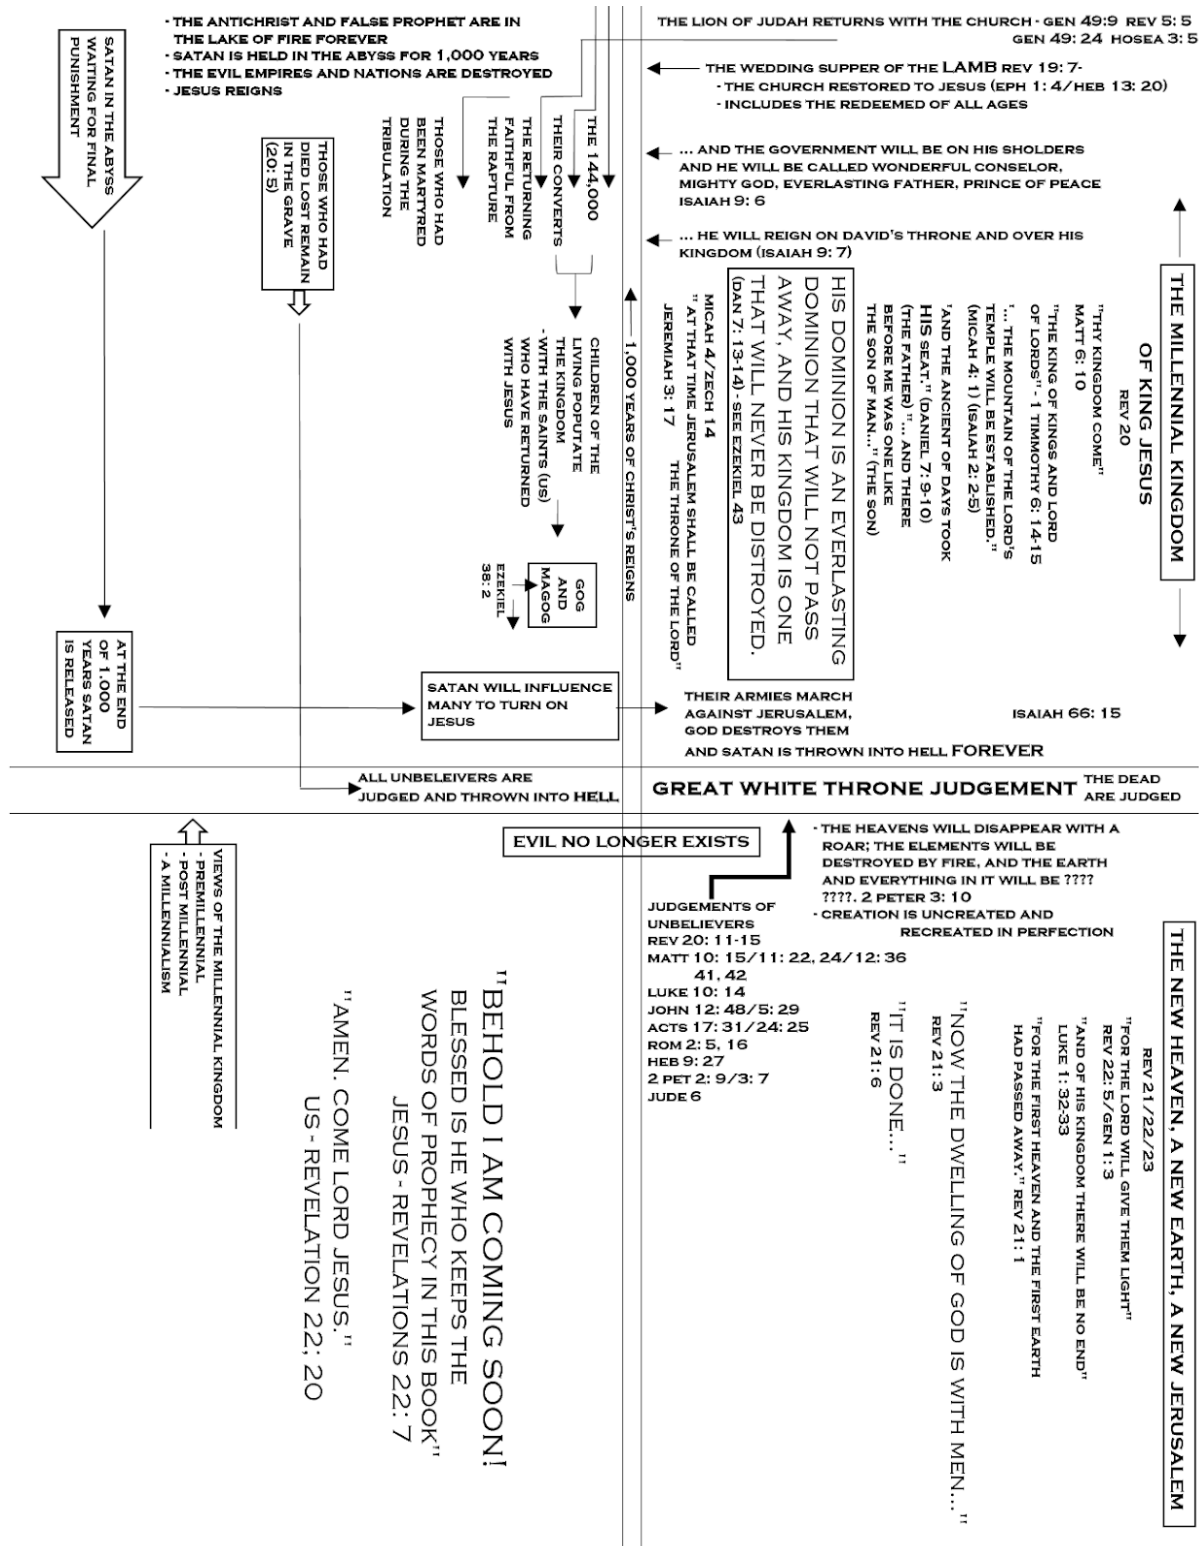 - THE ANTICHRIST AND FALSE PROPHET ARE IN
THE LAKE OF FIRE FOREVER
- SATAN IS HELD IN THE ABYSS FOR 1,000 YEARS
- THE EVIL EMPIRES AND NATIONS ARE DESTROYED
- JESUS REIGNS
THE LION OF JUDAH RETURNS WITH THE CHURCH - GEN 49:9 REV 5: 5
GEN 49: 24 HOSEA 3: 5
THE WEDDING SUPPER OF THE LAMB REV 19: 7-
- THE CHURCH RESTORED TO JESUS (EPH 1: 4/HEB 13: 20)
- INCLUDES THE REDEEMED OF ALL AGES
... AND THE GOVERNMENT WILL BE ON HIS SHOLDERS
AND HE WILL BE CALLED WONDERFUL CONSELOR,
MIGHTY GOD, EVERLASTING FATHER, PRINCE OF PEACE
ISAIAH 9: 6
... HE WILL REIGN ON DAVID'S THRONE AND OVER HIS
KINGDOM (ISAIAH 9: 7)
SATAN IN THE ABYSS
WAITING FOR FINAL
PUNISHMENT
THOSE WHO HAD
DIED LOST REMAIN
IN THE GRAVE
(20: 5)
THOSE WHO HAD
BEEN MARTYRED
DURING THE
TRIBULATION
THE RETURNING
FAITHFUL FROM
THE RAPTURE
THEIR CONVERTS
THE 144,000
CHILDREN OF THE
LIVING POPUTATE
THE KINGDOM
- WITH THE SAINTS (US)
WHO HAVE RETURNED
WITH JESUS
GOG
AND
MAGOG
EZEKIEL
38: 2
1,000 YEARS OF CHRIST'S REIGNS
THE MILLENNIAL KINGDOM
OF KING JESUS
REV 20
"THY KINGDOM COME"
MATT 6: 10
"THE KING OF KINGS AND LORD
OF LORDS" - 1 TIMMOTHY 6: 14-15
'... THE MOUNTAIN OF THE LORD'S
TEMPLE WILL BE ESTABLISHED."
(MICAH 4: 1) (ISAIAH 2: 2-5)
'AND THE ANCIENT OF DAYS TOOK
HIS SEAT." (DANIEL 7: 9-10)
(THE FATHER) "... AND THERE
BEFORE ME WAS ONE LIKE
THE SON OF MAN..." (THE SON)
HIS DOMINION IS AN EVERLASTING
DOMINION THAT WILL NOT PASS
AWAY, AND HIS KINGDOM IS ONE
THAT WILL NEVER BE DISTROYED.
(DAN 7: 13-14) - SEE EZEKIEL 43
MICAH 4/ZECH 14
" AT THAT TIME JERUSALEM SHALL BE CALLED
JEREMIAH 3: 17 THE THRONE OF THE LORD"
AT THE END
OF 1.000
YEARS SATAN
IS RELEASED
SATAN WILL INFLUENCE
MANY TO TURN ON
JESUS
THEIR ARMIES MARCH
AGAINST JERUSALEM,
GOD DESTROYS THEM
AND SATAN IS THROWN INTO HELL FOREVER
ISAIAH 66: 15
ALL UNBELEIVERS ARE
JUDGED AND THROWN INTO HELL
GREAT WHITE THRONE JUDGEMENT
THE DEAD
ARE JUDGED
EVIL NO LONGER EXISTS
- THE HEAVENS WILL DISAPPEAR WITH A
ROAR; THE ELEMENTS WILL BE
DESTROYED BY FIRE, AND THE EARTH
AND EVERYTHING IN IT WILL BE ????
????. 2 PETER 3: 10
- CREATION IS UNCREATED AND
RECREATED IN PERFECTION
JUDGEMENTS OF
UNBELIEVERS
REV 20: 11-15
MATT 10: 15/11: 22, 24/12: 36
41, 42
LUKE 10: 14
JOHN 12: 48/5: 29
ACTS 17: 31/24: 25
ROM 2: 5, 16
HEB 9: 27
2 PET 2: 9/3: 7
JUDE 6
VIEWS OF THE MILLENNIAL KINGDOM
- PREMILLENNIAL
- POST MILLENNIAL
- A MILLENNIALISM
"BEHOLD I AM COMING SOON!
BLESSED IS HE WHO KEEPS THE
WORDS OF PROPHECY IN THIS BOOK"
JESUS - REVELATIONS 22: 7
"AMEN. COME LORD JESUS."
US - REVELATION 22; 20
THE NEW HEAVEN, A NEW EARTH, A NEW JERUSALEM
REV 21/22/23
"FOR THE LORD WILL GIVE THEM LIGHT"
REV 22: 5/GEN 1: 3
"AND OF HIS KINGDOM THERE WILL BE NO END"
LUKE 1: 32-33
"FOR THE FIRST HEAVEN AND THE FIRST EARTH
HAD PASSED AWAY." REV 21: 1
"NOW THE DWELLING OF GOD IS WITH MEN..."
REV 21: 3
"IT IS DONE...."
REV 21: 6